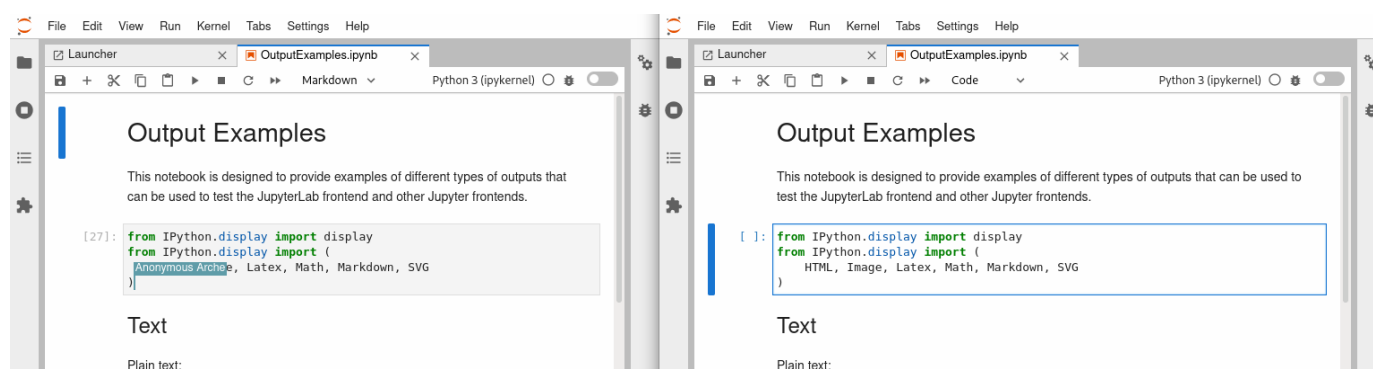 File Edit View Run Kernel Tabs Settings Help
Launcher OutputExamples.ipynb
Markdown Python 3 (ipykernel)
Output Examples
This notebook is designed to provide examples of different types of outputs that
can be used to test the JupyterLab frontend and other Jupyter frontends.
[27]: from IPython.display import display
from IPython.display import (
Anonymous Arche e, Latex, Math, Markdown, SVG
)
Text
Plain text:
File Edit View Run Kernel Tabs Settings Help
Launcher OutputExamples.ipynb
Code Python 3 (ipykernel)
Output Examples
This notebook is designed to provide examples of different types of outputs that can be used to
test the JupyterLab frontend and other Jupyter frontends.
[ ]: from IPython.display import display
from IPython.display import (
HTML, Image, Latex, Math, Markdown, SVG
)
Text
Plain text: